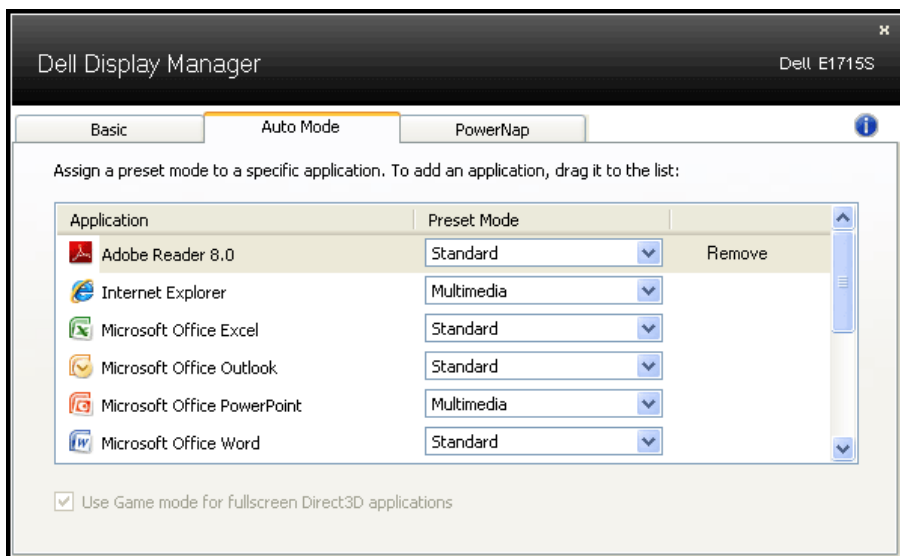 x
Dell Display Manager
Dell E1715S
Basic Auto Mode PowerNap
Assign a preset mode to a specific application. To add an application, drag it to the list:
Application Preset Mode
Adobe Reader 8.0 Standard Remove
Internet Explorer Multimedia
Microsoft Office Excel Standard
Microsoft Office Outlook Standard
Microsoft Office PowerPoint Multimedia
Microsoft Office Word Standard
Use Game mode for fullscreen Direct3D applications